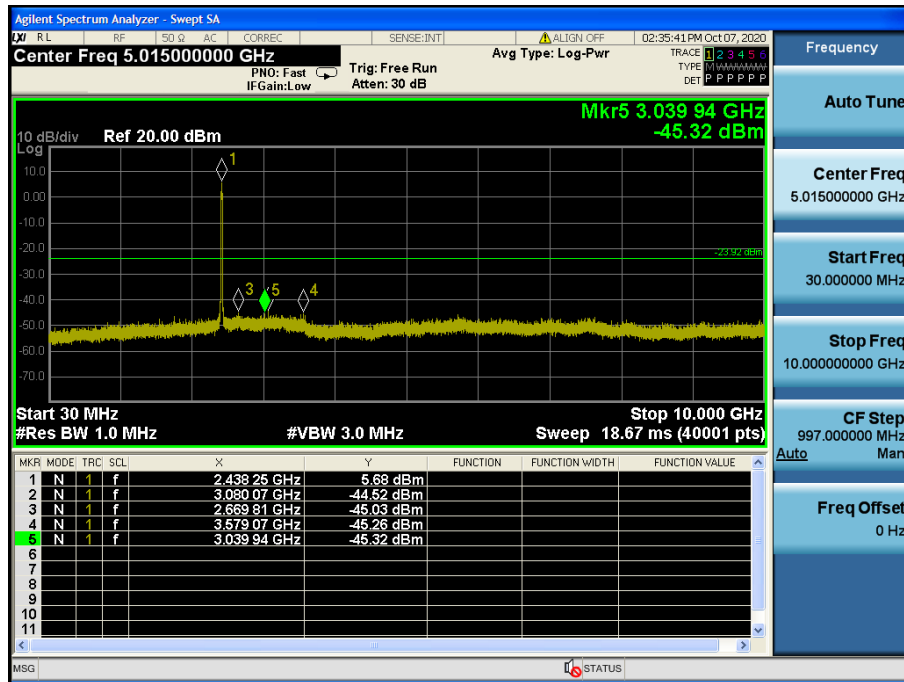 Agilent Spectrum Analyzer - Swept SA
LXI RL RF 50 Ω AC CORREC SENSE:INT ALIGN OFF 02:35:41 PM Oct 07, 2020
Center Freq 5.015000000 GHz
PNO: Fast
IFGain:Low
Trig: Free Run
Atten: 30 dB
Avg Type: Log-Pwr
TRACE 1 2 3 4 5 6
TYPE M WWWWW
DET P P P P P P
Mkr5 3.039 94 GHz
-45.32 dBm
10 dB/div Ref 20.00 dBm
Log
10.0
0.00
-10.0
-20.0
-30.0
-40.0
-50.0
-60.0
-70.0
1
3
5
4
-23.92 dBm
Start 30 MHz Stop 10.000 GHz
#Res BW 1.0 MHz #VBW 3.0 MHz Sweep 18.67 ms (40001 pts)
MKR MODE TRC SCL X Y FUNCTION FUNCTION WIDTH FUNCTION VALUE
1 N 1 f 2.438 25 GHz 5.68 dBm
2 N 1 f 3.080 07 GHz -44.52 dBm
3 N 1 f 2.669 81 GHz -45.03 dBm
4 N 1 f 3.579 07 GHz -45.26 dBm
5 N 1 f 3.039 94 GHz -45.32 dBm
6
7
8
9
10
11
MSG STATUS
Frequency
Auto Tune
Center Freq
5.015000000 GHz
Start Freq
30.000000 MHz
Stop Freq
10.000000000 GHz
CF Step
997.000000 MHz
Auto Man
Freq Offset
0 Hz